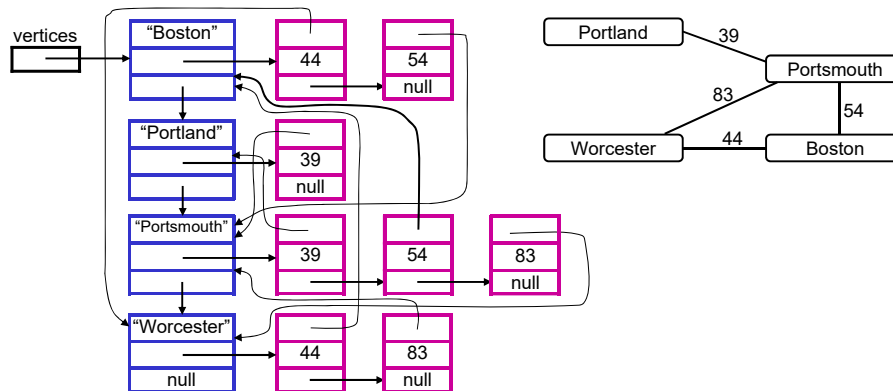 vertices
“Boston”
44
54
null
“Portland”
39
null
“Portsmouth”
39
54
83
null
“Worcester”
44
83
null
null
Portland
39
Portsmouth
83
54
Worcester
44
Boston